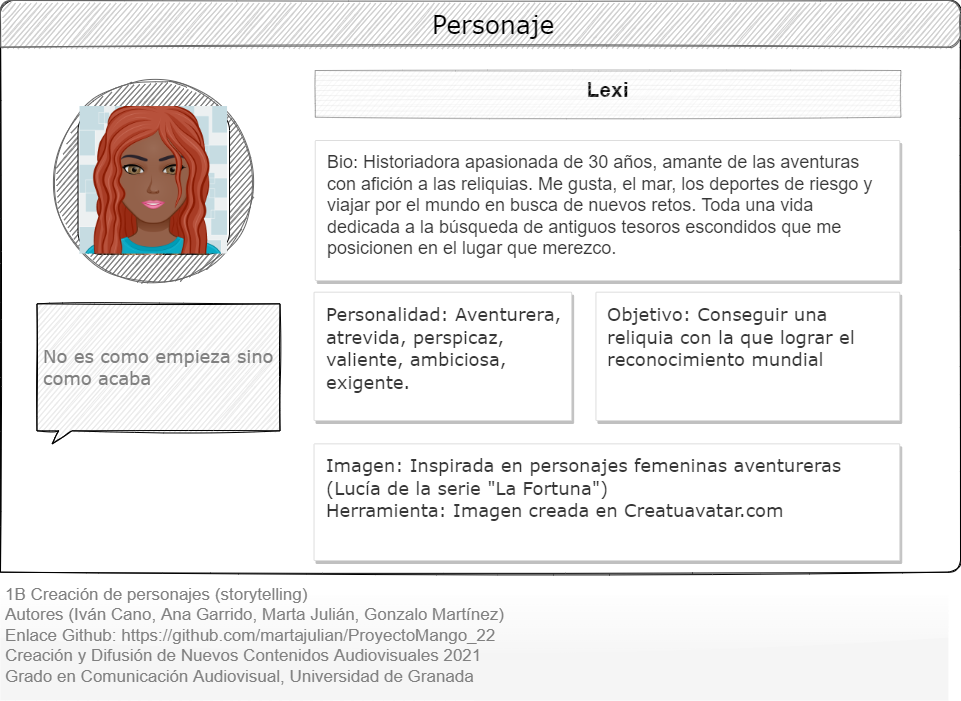 Personaje
Lexi
Bio: Historiadora apasionada de 30 años, amante de las aventuras
con afición a las reliquias. Me gusta, el mar, los deportes de riesgo y
viajar por el mundo en busca de nuevos retos. Toda una vida
dedicada a la búsqueda de antiguos tesoros escondidos que me
posicionen en el lugar que merezco.
No es como empieza sino
como acaba
Personalidad: Aventurera,
atrevida, perspicaz,
valiente, ambiciosa,
exigente.
Objetivo: Conseguir una
reliquia con la que lograr el
reconocimiento mundial
Imagen: Inspirada en personajes femeninas aventureras
(Lucía de la serie "La Fortuna")
Herramienta: Imagen creada en Creatuavatar.com
1B Creación de personajes (storytelling)
Autores (Iván Cano, Ana Garrido, Marta Julián, Gonzalo Martínez)
Enlace Github: https://github.com/martajulian/ProyectoMango_22
Creación y Difusión de Nuevos Contenidos Audiovisuales 2021
Grado en Comunicación Audiovisual, Universidad de Granada